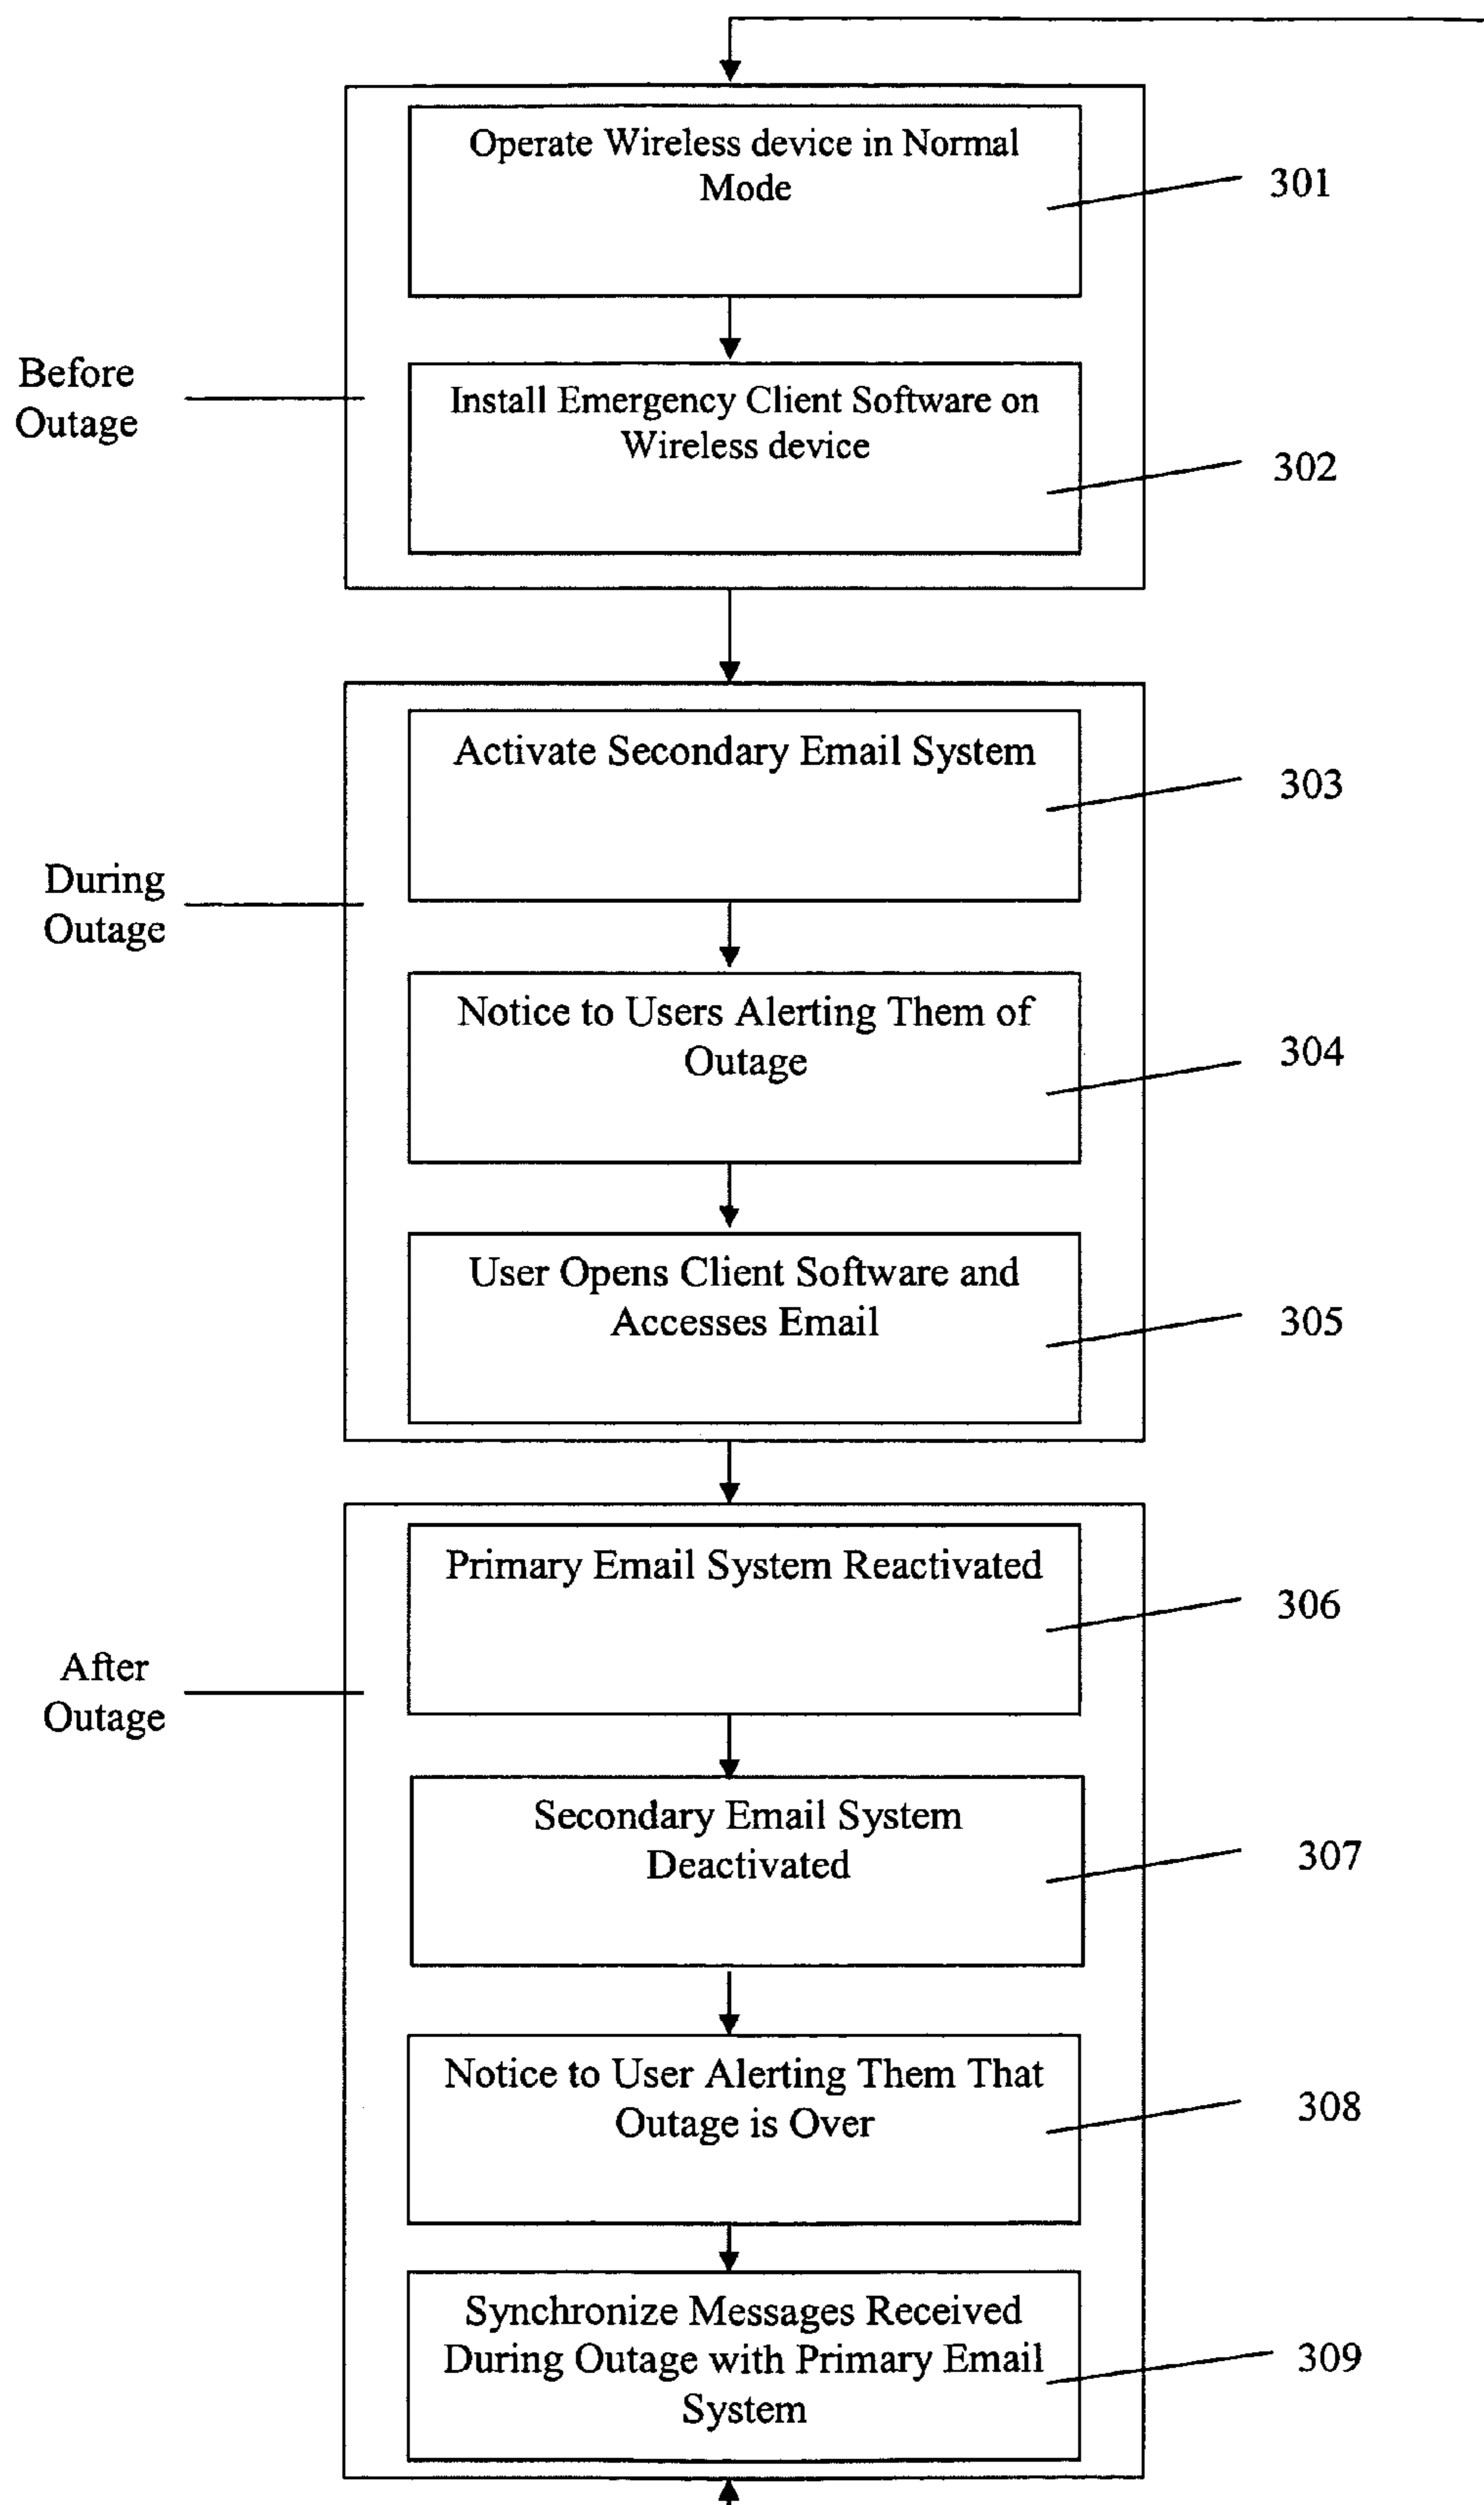 Operate Wireless device in Normal
Mode
301
Before
Outage
Install Emergency Client Software on
Wireless device
302
Activate Secondary Email System
303
During
Outage
Notice to Users Alerting Them of
Outage
304
User Opens Client Software and
Accesses Email
305
Primary Email System Reactivated
306
After
Outage
Secondary Email System
Deactivated
307
Notice to User Alerting Them That
Outage is Over
308
Synchronize Messages Received
During Outage with Primary Email
System
309